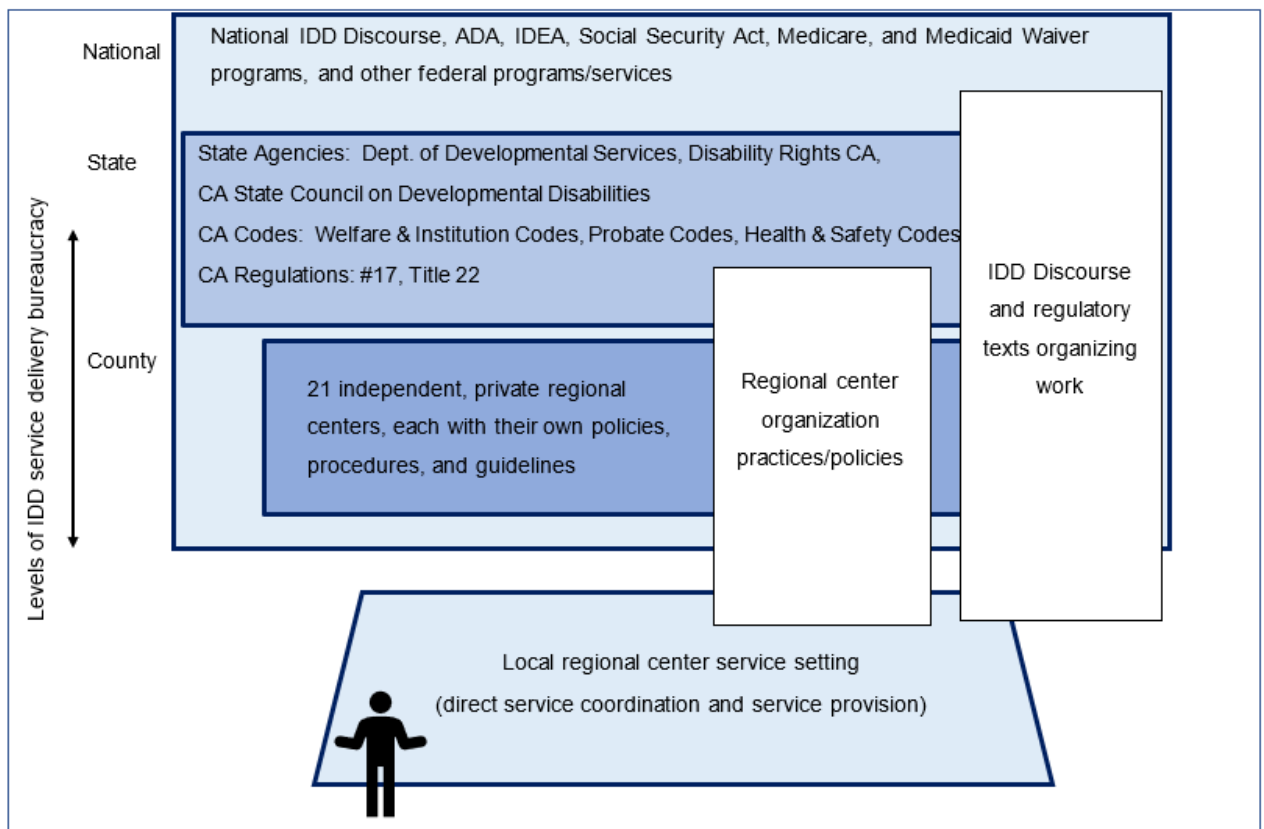 National
National IDD Discourse, ADA, IDEA, Social Security Act, Medicare, and Medicaid Waiver
programs, and other federal programs/services
State
State Agencies: Dept. of Developmental Services, Disability Rights CA,
CA State Council on Developmental Disabilities
CA Codes: Welfare & Institution Codes, Probate Codes, Health & Safety Codes
CA Regulations: #17, Title 22
IDD Discourse
and regulatory
texts organizing
work
County
21 independent, private regional
centers, each with their own policies,
procedures, and guidelines
Regional center
organization
practices/policies
Levels of IDD service delivery bureaucracy
Local regional center service setting
(direct service coordination and service provision)